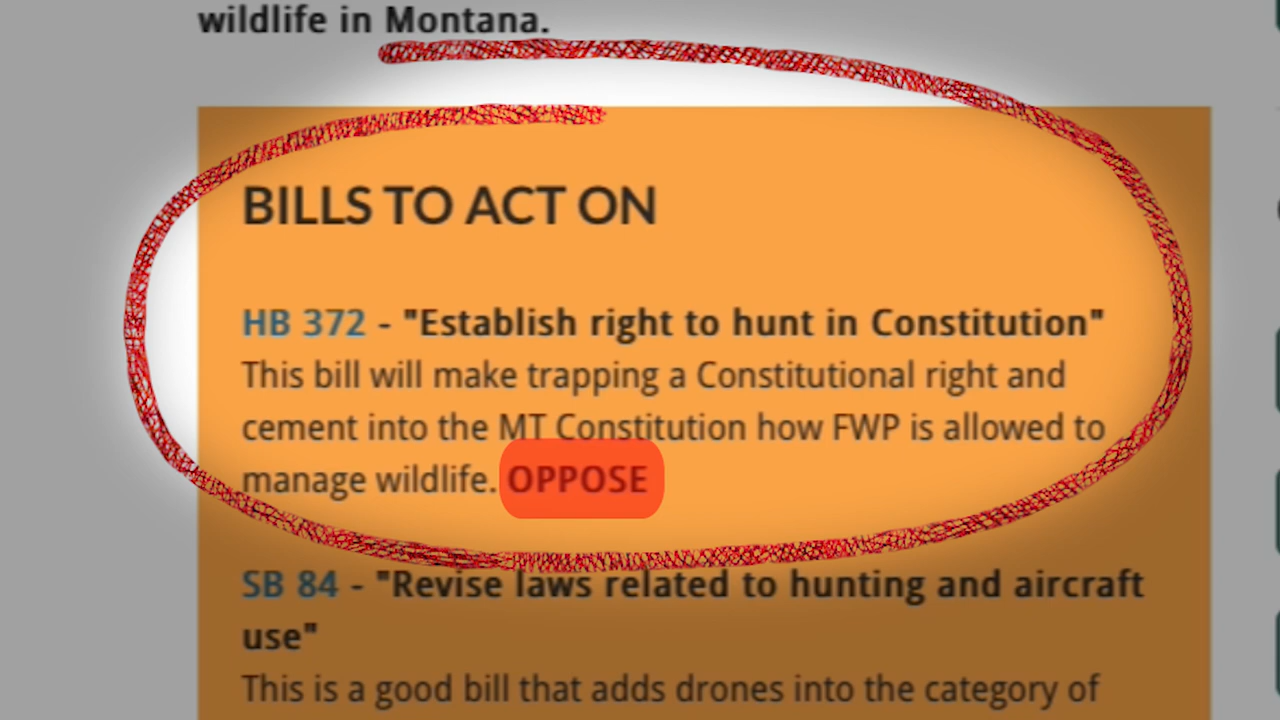 wildlife in Montana.
BILLS TO ACT ON
HB 372 - "Establish right to hunt in Constitution"
This bill will make trapping a Constitutional right and
cement into the MT Constitution how FWP is allowed to
manage wildlife. OPPOSE
SB 84 - "Revise laws related to hunting and aircraft
use"
This is a good bill that adds drones into the category of